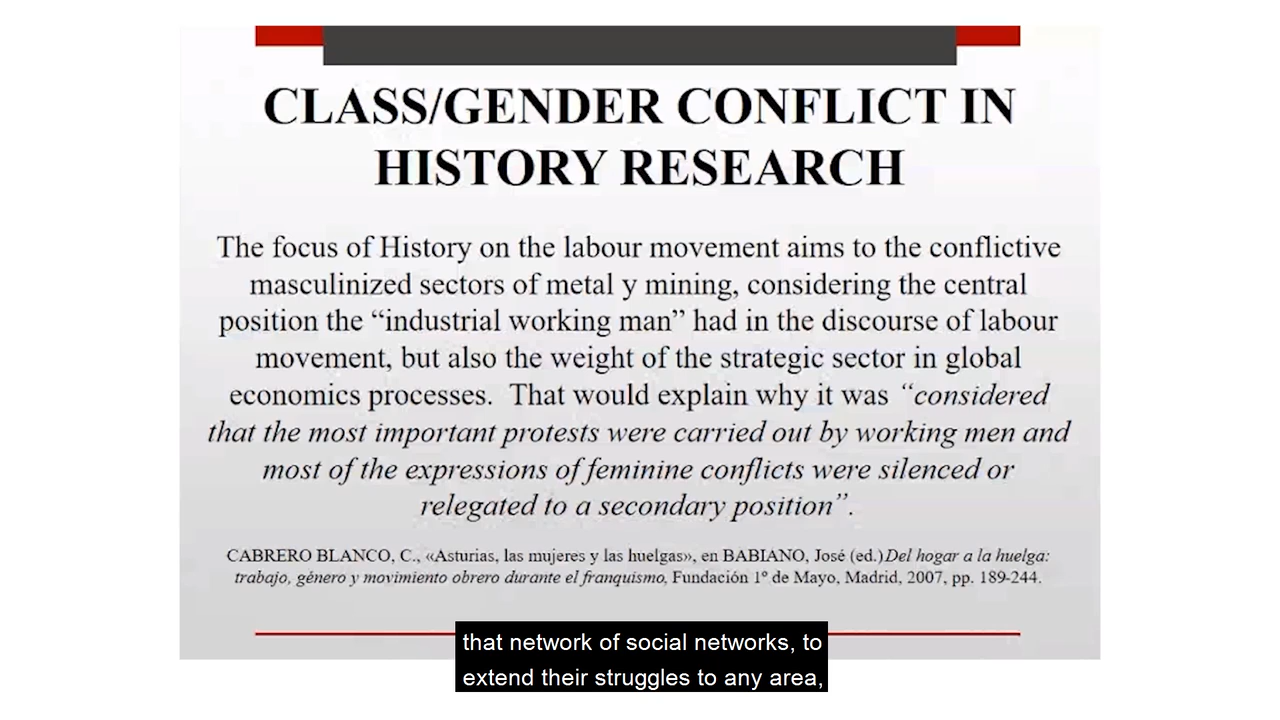 CLASS/GENDER CONFLICT IN
HISTORY RESEARCH
The focus of History on the labour movement aims to the conflictive
masculinized sectors of metal y mining, considering the central
position the “industrial working man” had in the discourse of labour
movement, but also the weight of the strategic sector in global
economics processes.  That would explain why it was “considered
that the most important protests were carried out by working men and
most of the expressions of feminine conflicts were silenced or
relegated to a secondary position”.
CABRERO BLANCO, C., «Asturias, las mujeres y las huelgas», en BABIANO, José (ed.) Del hogar a la huelga:
trabajo, género y movimiento obrero durante el franquismo, Fundación 1º de Mayo, Madrid, 2007, pp. 189-244.
that network of social networks, to
extend their struggles to any area,